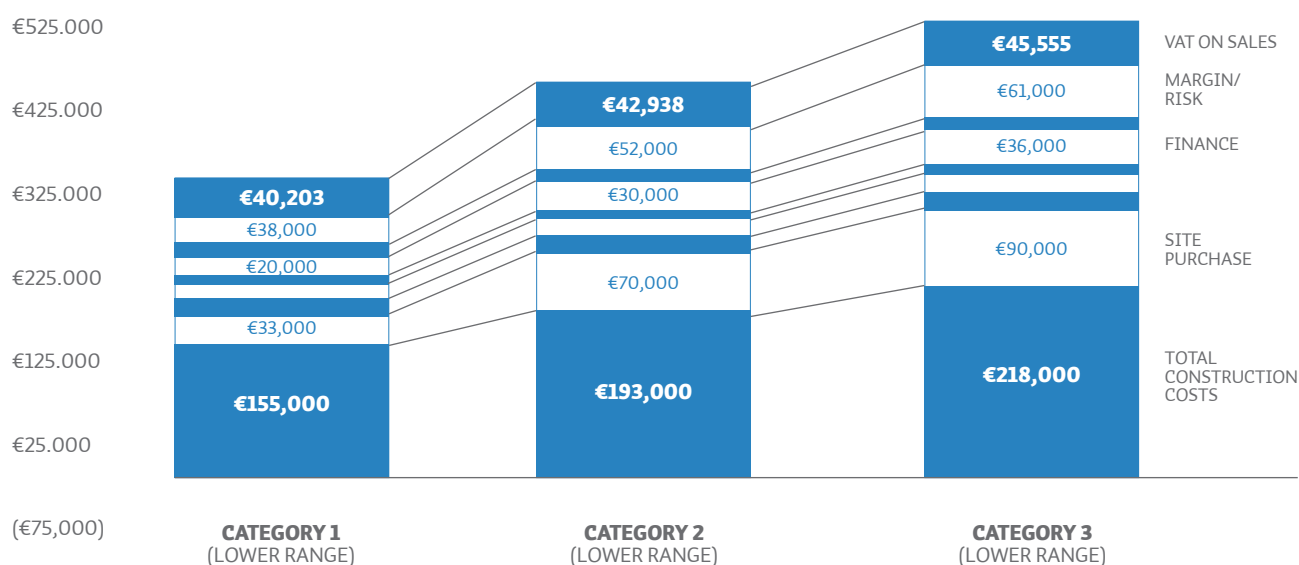 €525.000
€425.000
€325.000
€225.000
€125.000
€25.000
(€75,000)
€40,203
€38,000
€20,000
€33,000
€155,000
CATEGORY 1
(LOWER RANGE)
€42,938
€52,000
€30,000
€70,000
€193,000
CATEGORY 2
(LOWER RANGE)
€45,555
€61,000
€36,000
€90,000
€218,000
CATEGORY 3
(LOWER RANGE)
VAT ON SALES
MARGIN/
RISK
FINANCE
SITE
PURCHASE
TOTAL
CONSTRUCTION
COSTS